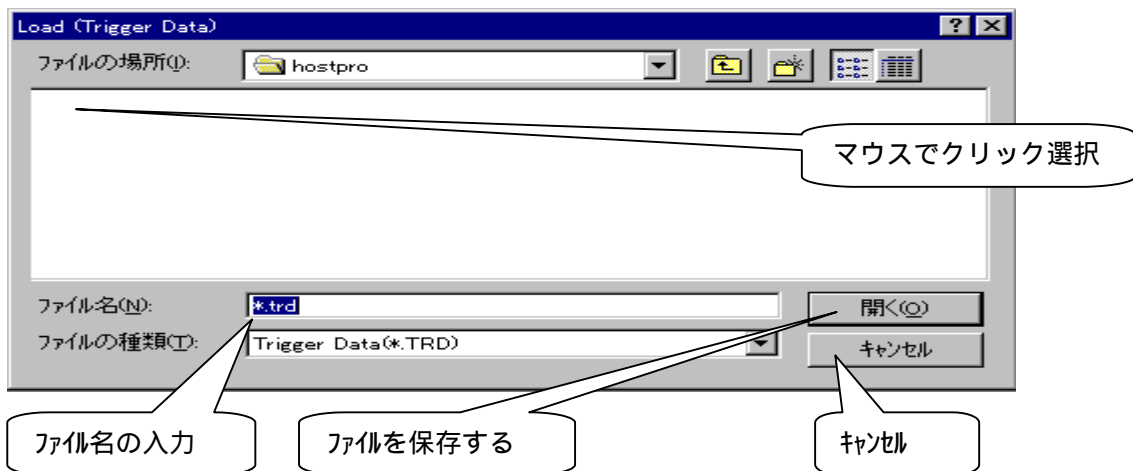 Load (Trigger Data)
ファイルの場所(I):
hostpro
マウスでクリック選択
ファイル名(N):
*.trd
開く(O)
ファイルの種類(T):
Trigger Data(*.TRD)
キャンセル
ファイル名の入力
ファイルを保存する
キャンセル